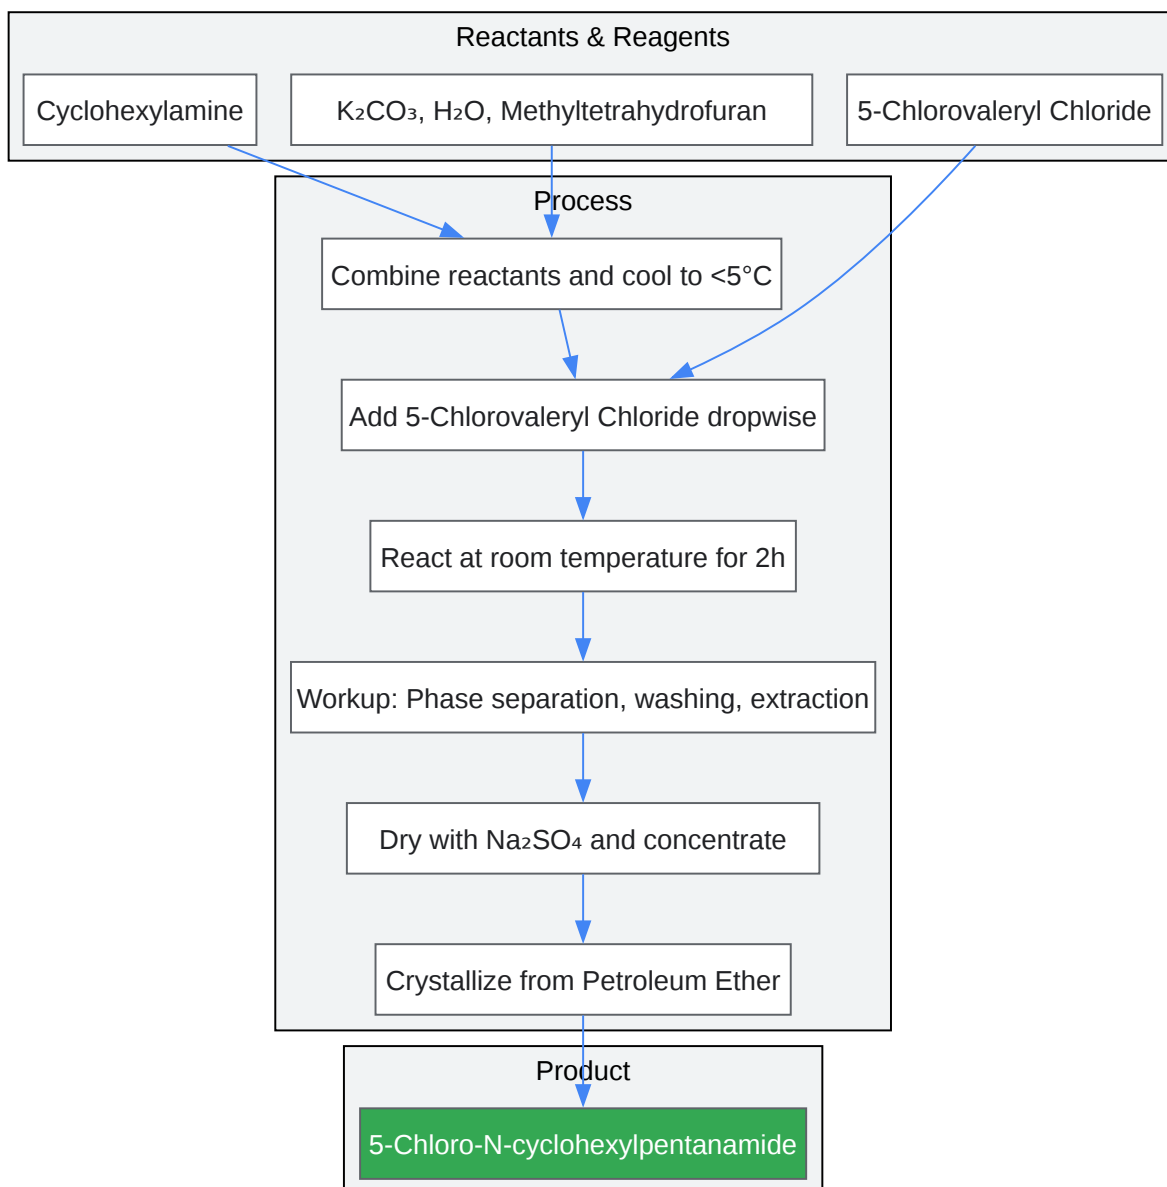 Reactants & Reagents
Cyclohexylamine
K₂CO₃, H₂O, Methyltetrahydrofuran
5-Chlorovaleryl Chloride
Process
Combine reactants and cool to <5°C
Add 5-Chlorovaleryl Chloride dropwise
React at room temperature for 2h
Workup: Phase separation, washing, extraction
Dry with Na₂SO₄ and concentrate
Crystallize from Petroleum Ether
Product
5-Chloro-N-cyclohexylpentanamide